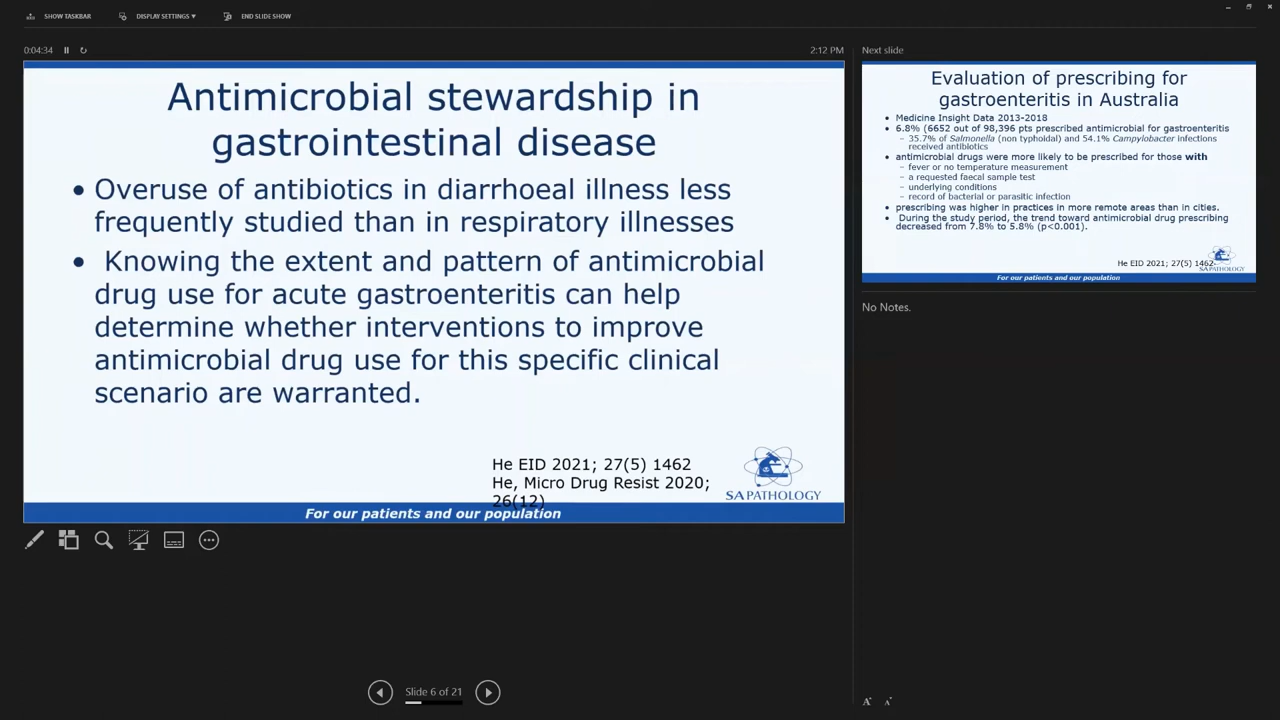 SHOW TASKBAR
DISPLAY SETTINGS ▾
END SLIDE SHOW
0:04:34
2:12 PM
Antimicrobial stewardship in
gastrointestinal disease
• Overuse of antibiotics in diarrhoeal illness less
frequently studied than in respiratory illnesses
• Knowing the extent and pattern of antimicrobial
drug use for acute gastroenteritis can help
determine whether interventions to improve
antimicrobial drug use for this specific clinical
scenario are warranted.
He EID 2021; 27(5) 1462
He, Micro Drug Resist 2020;
26(12)
SA PATHOLOGY
For our patients and our population
Slide 6 of 21
Next slide
Evaluation of prescribing for
gastroenteritis in Australia
• Medicine Insight Data 2013-2018
• 6.8% (6652 out of 98,396 pts prescribed antimicrobial for gastroenteritis
– 35.7% of Salmonella (non typhoidal) and 54.1% Campylobacter infections
received antibiotics
• antimicrobial drugs were more likely to be prescribed for those with
– fever or no temperature measurement
– a requested faecal sample test
– underlying conditions
– record of bacterial or parasitic infection
• prescribing was higher in practices in more remote areas than in cities.
• During the study period, the trend toward antimicrobial drug prescribing
decreased from 7.8% to 5.8% (p<0.001).
He EID 2021; 27(5) 1462
SA PATHOLOGY
For our patients and our population
No Notes.
A A